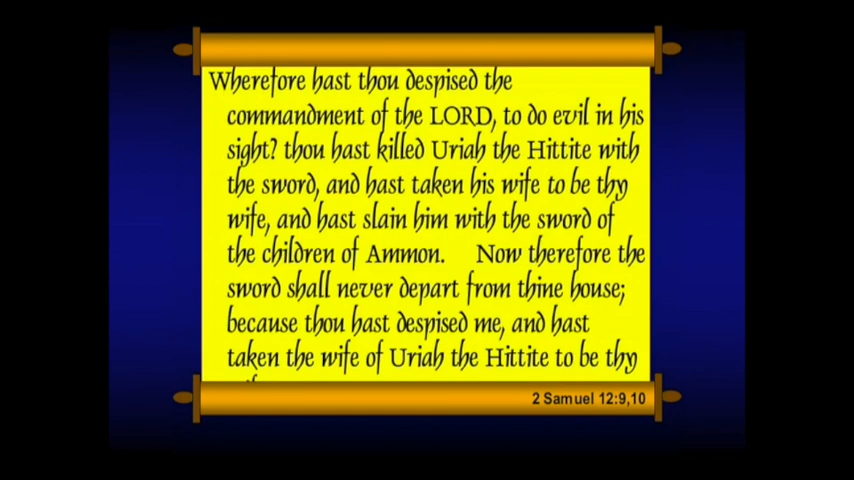 Wherefore hast thou despised the
commandment of the LORD, to do evil in his
sight? thou hast killed Uriah the Hittite with
the sword, and hast taken his wife to be thy
wife, and hast slain him with the sword of
the children of Ammon. Now therefore the
sword shall never depart from thine house;
because thou hast despised me, and hast
taken the wife of Uriah the Hittite to be thy
2 Samuel 12:9,10